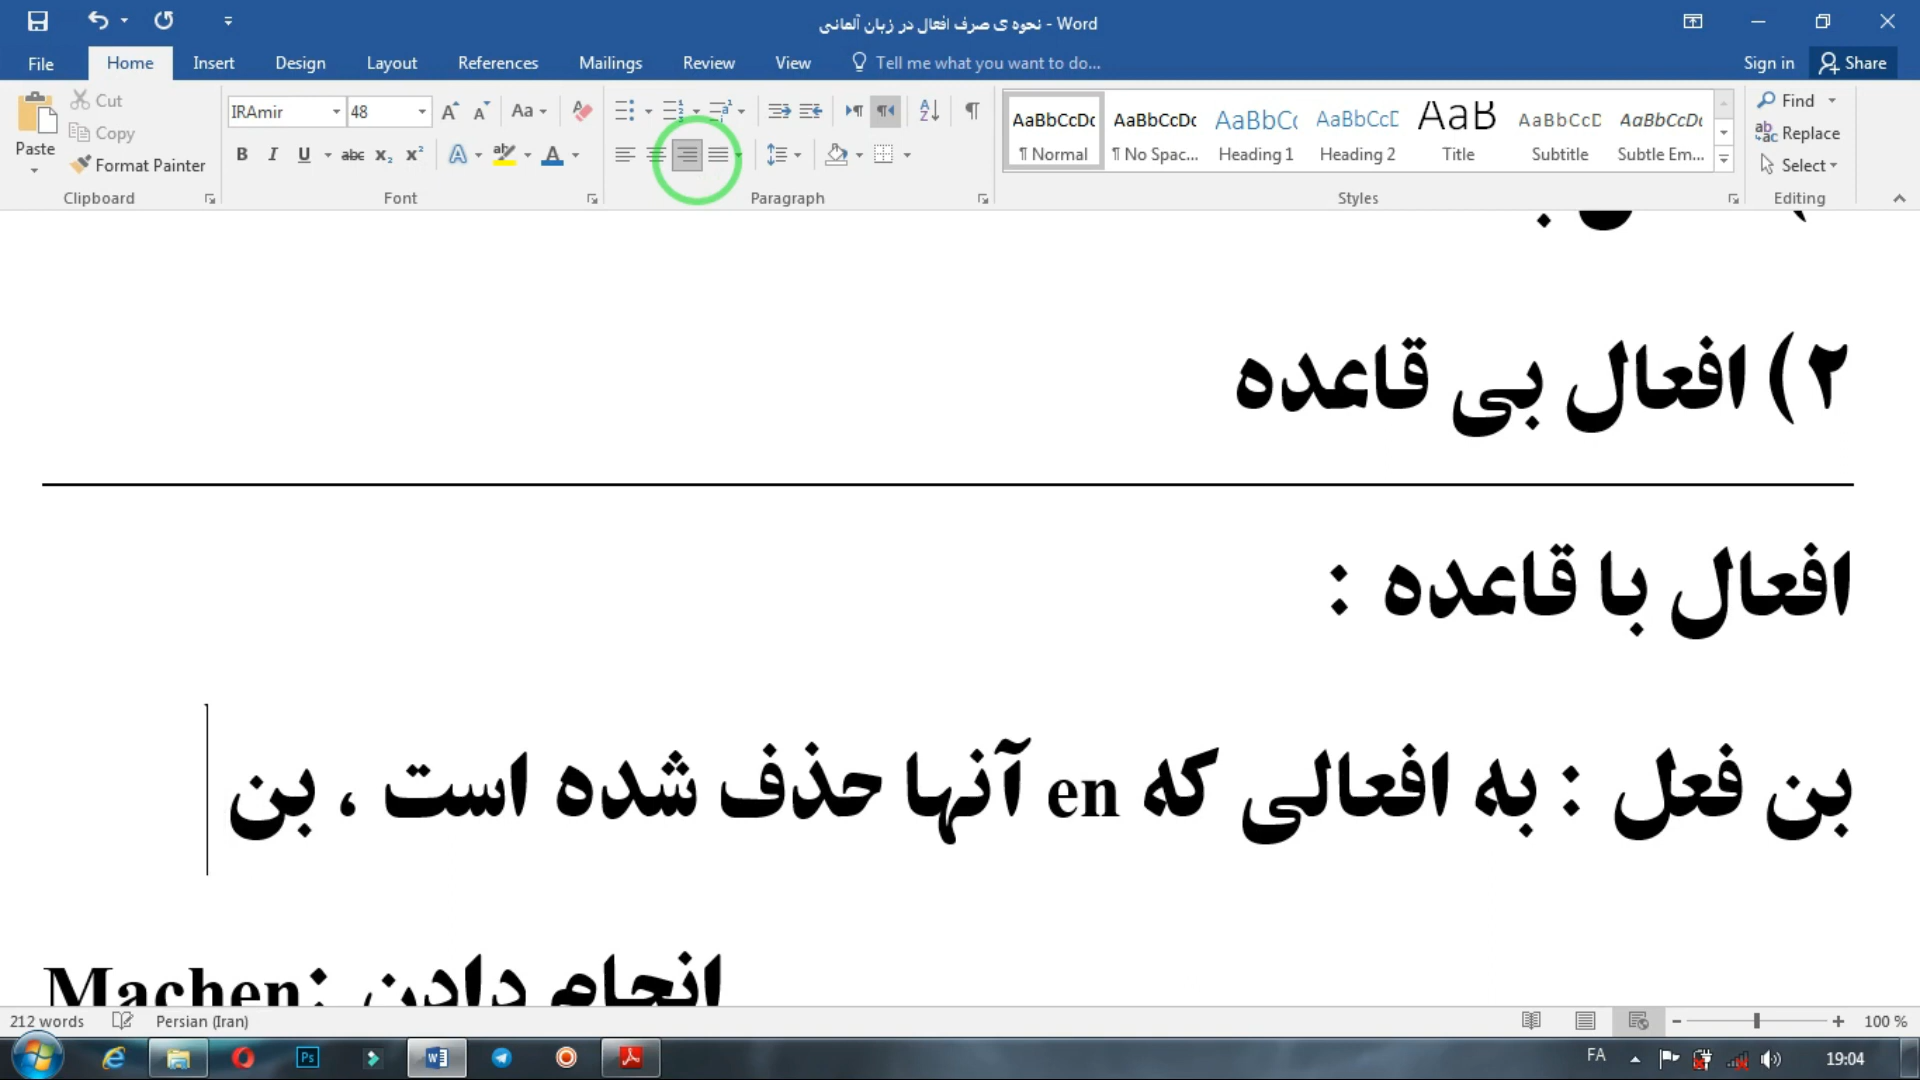 نحوه ی صرف افعال در زبان آلمانی - Word
File Home Insert Design Layout References Mailings Review View Tell me what you want to do... Sign in Share
Paste
Cut
Copy
Format Painter
Clipboard
IRAmir 48
Font
Paragraph
AaBbCcDc AaBbCcDc AaBbC AaBbCcD AaB AaBbCcD AaBbCcDc
¶ Normal ¶ No Spac... Heading 1 Heading 2 Title Subtitle Subtle Em...
Styles
Find
Replace
Select
Editing
۲) افعال بی قاعده
افعال با قاعده :
بن فعل : به افعالی که en آنها حذف شده است ، بن
Machen: انجام دادن
212 words Persian (Iran) 100 %
FA 19:04